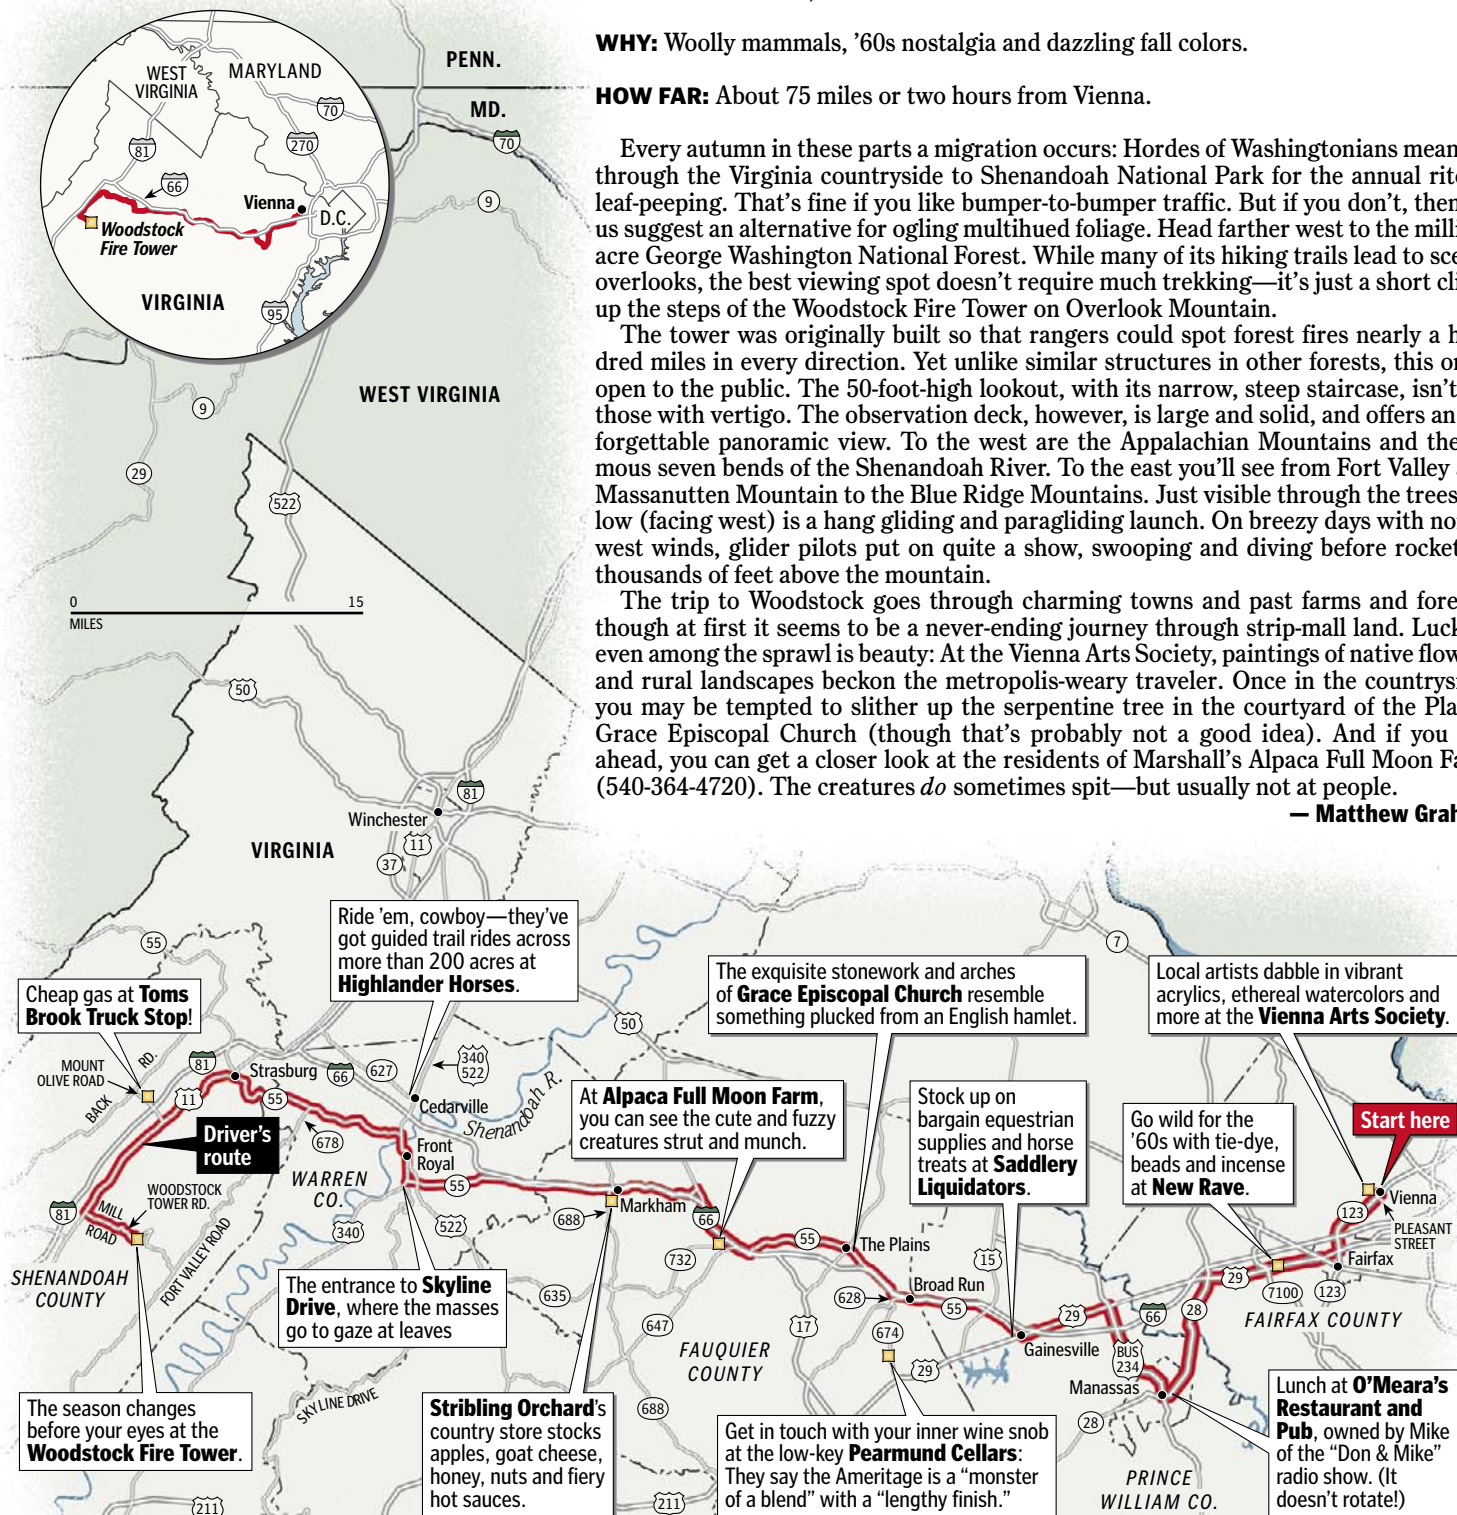 WHY: Woolly mammals, ’60s nostalgia and dazzling fall colors.
HOW FAR: About 75 miles or two hours from Vienna.
Every autumn in these parts a migration occurs: Hordes of Washingtonians mean
through the Virginia countryside to Shenandoah National Park for the annual rit
leaf-peeping. That’s fine if you like bumper-to-bumper traffic. But if you don’t, then
us suggest an alternative for ogling multihued foliage. Head farther west to the milli
acre George Washington National Forest. While many of its hiking trails lead to sce
overlooks, the best viewing spot doesn’t require much trekking—it’s just a short cli
up the steps of the Woodstock Fire Tower on Overlook Mountain.
The tower was originally built so that rangers could spot forest fires nearly a h
dred miles in every direction. Yet unlike similar structures in other forests, this on
open to the public. The 50-foot-high lookout, with its narrow, steep staircase, isn’t
those with vertigo. The observation deck, however, is large and solid, and offers an
forgettable panoramic view. To the west are the Appalachian Mountains and the
mous seven bends of the Shenandoah River. To the east you’ll see from Fort Valley
Massanutten Mountain to the Blue Ridge Mountains. Just visible through the trees
low (facing west) is a hang gliding and paragliding launch. On breezy days with nor
west winds, glider pilots put on quite a show, swooping and diving before rocket
thousands of feet above the mountain.
The trip to Woodstock goes through charming towns and past farms and fore
though at first it seems to be a never-ending journey through strip-mall land. Luck
even among the sprawl is beauty: At the Vienna Arts Society, paintings of native flow
and rural landscapes beckon the metropolis-weary traveler. Once in the countrys
you may be tempted to slither up the serpentine tree in the courtyard of the Pla
Grace Episcopal Church (though that’s probably not a good idea). And if you
ahead, you can get a closer look at the residents of Marshall’s Alpaca Full Moon Fa
(540-364-4720). The creatures do sometimes spit—but usually not at people.
— Matthew Grah
WEST
VIRGINIA
MARYLAND
70
81
270
66
Vienna
D.C.
Woodstock
Fire Tower
VIRGINIA
95
PENN.
MD.
70
9
WEST VIRGINIA
9
29
522
0
15
MILES
50
81
Winchester
11
37
VIRGINIA
55
7
Ride ’em, cowboy—they’ve
got guided trail rides across
more than 200 acres at
Highlander Horses.
Cheap gas at Toms
Brook Truck Stop!
The exquisite stonework and arches
of Grace Episcopal Church resemble
something plucked from an English hamlet.
Local artists dabble in vibrant
acrylics, ethereal watercolors and
more at the Vienna Arts Society.
50
MOUNT
OLIVE ROAD
BACK
RD.
81
Strasburg
66
627
340
522
11
55
Cedarville
Shenandoah R.
At Alpaca Full Moon Farm,
you can see the cute and fuzzy
creatures strut and munch.
Stock up on
bargain equestrian
supplies and horse
treats at Saddlery
Liquidators.
Go wild for the
’60s with tie-dye,
beads and incense
at New Rave.
Start here
Driver’s
route
678
Front
Royal
WARREN
CO.
WOODSTOCK
TOWER RD.
81
MILL
ROAD
FORT VALLEY ROAD
340
55
522
688
Markham
66
732
55
The Plains
15
Vienna
123
PLEASANT
STREET
Fairfax
29
7100
123
FAIRFAX COUNTY
SHENANDOAH
COUNTY
The entrance to Skyline
Drive, where the masses
go to gaze at leaves
635
647
628
Broad Run
55
29
66
28
674
17
FAUQUIER
COUNTY
29
Gainesville
BUS
234
Manassas
28
The season changes
before your eyes at the
Woodstock Fire Tower.
SKYLINE DRIVE
Stribling Orchard’s
country store stocks
apples, goat cheese,
honey, nuts and fiery
hot sauces.
688
Get in touch with your inner wine snob
at the low-key Pearmund Cellars:
They say the Ameritage is a “monster
of a blend” with a “lengthy finish.”
PRINCE
WILLIAM CO.
Lunch at O’Meara’s
Restaurant and
Pub, owned by Mike
of the “Don & Mike”
radio show. (It
doesn’t rotate!)
211
211